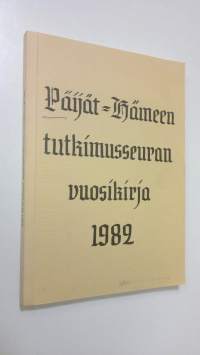 Päijät=Hämeen
tutkimusseuran
vuosikirja
1982